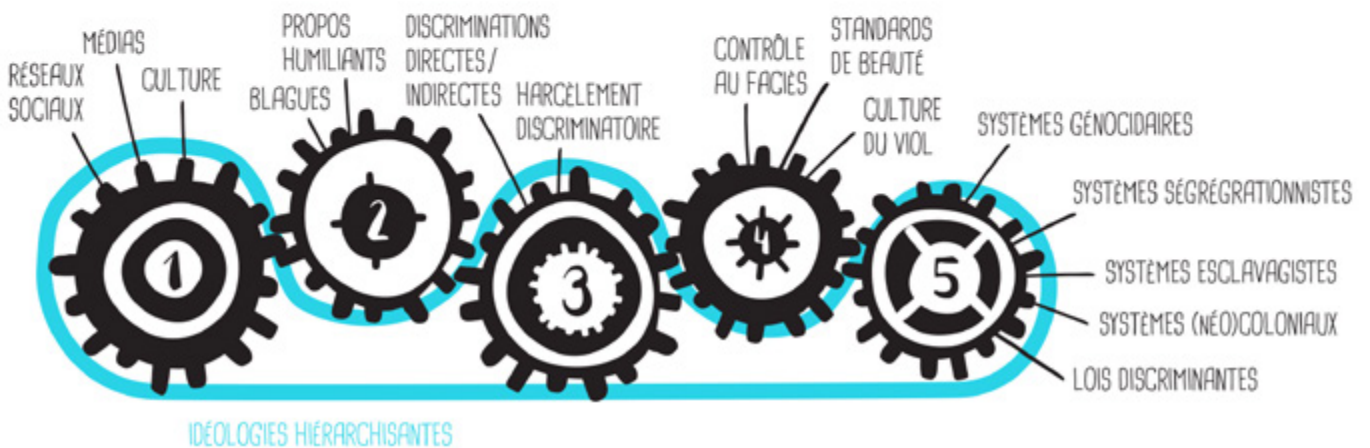 RÉSEAUX
SOCIAUX
MÉDIAS
CULTURE
BLAGUES
PROPOS
HUMILIANTS
DISCRIMINATIONS
DIRECTES/
INDIRECTES
HARCÈLEMENT
DISCRIMINATOIRE
CONTRÔLE
AU FACIÈS
STANDARDS
DE BEAUTÉ
CULTURE
DU VIOL
SYSTÈMES GÉNOCIDAIRES
SYSTÈMES SÉGRÉGRATIONNISTES
SYSTÈMES ESCLAVAGISTES
SYSTÈMES (NÉO)COLONIAUX
LOIS DISCRIMINANTES
1
2
3
4
5
IDÉOLOGIES HIÉRARCHISANTES